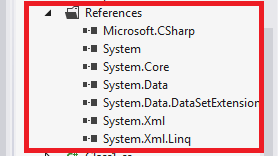 References
Microsoft.CSharp
System
System.Core
System.Data
System.Data.DataSetExtension
System.Xml
System.Xml.Linq